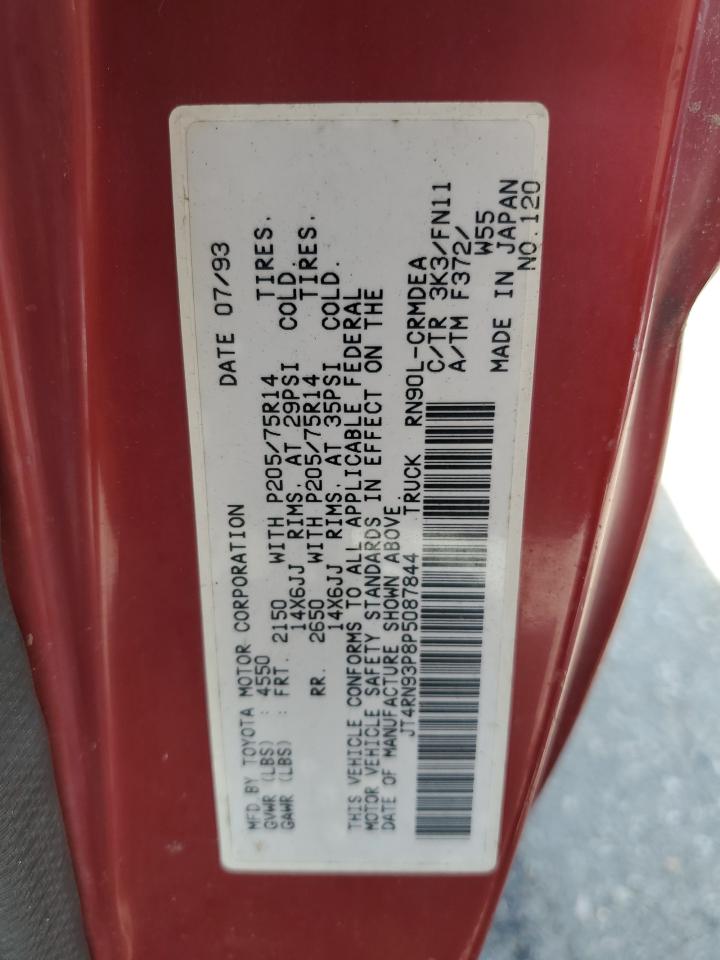 MFD BY TOYOTA MOTOR CORPORATION DATE 07/93
GVWR (LBS) : 4550
GAWR (LBS) : FRT. 2150 WITH P205/75R14 TIRES.
14X6JJ RIMS. AT 29PSI COLD.
RR. 2650 WITH P205/75R14 TIRES.
14X6JJ RIMS. AT 35PSI COLD.
THIS VEHICLE CONFORMS TO ALL APPLICABLE FEDERAL
MOTOR VEHICLE SAFETY STANDARDS IN EFFECT ON THE
DATE OF MANUFACTURE SHOWN ABOVE.
JT4RN93P8P5087844 TRUCK RN90L-CRMDEA
C/TR 3K3/FN11
A/TM F372/
W55
MADE IN JAPAN
NO.120